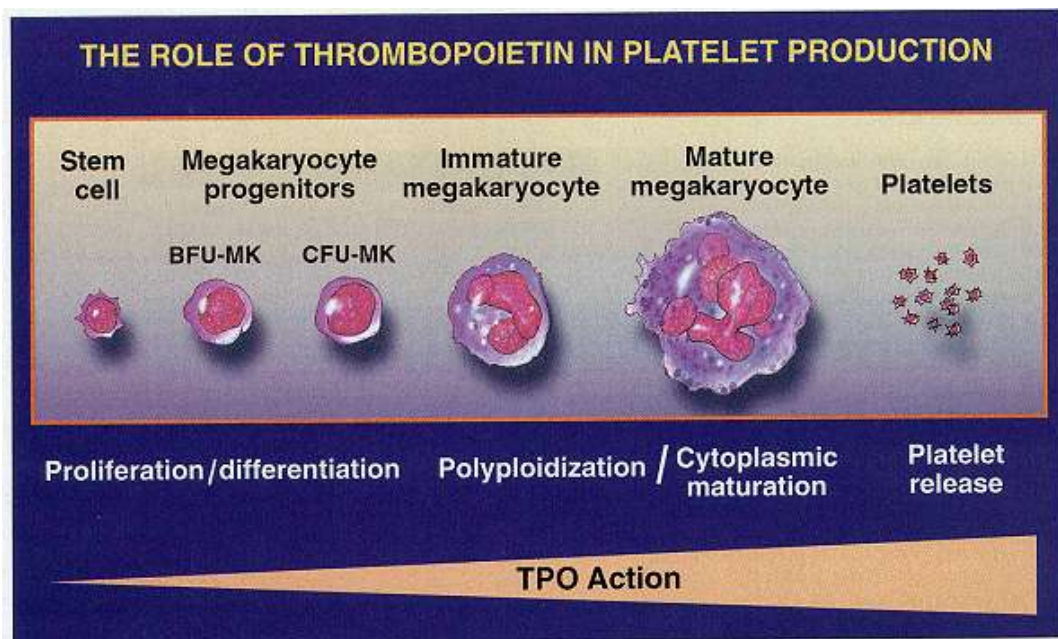 THE ROLE OF THROMBOPOIETIN IN PLATELET PRODUCTION
Stem
cell
Megakaryocyte
progenitors
BFU-MK
CFU-MK
Immature
megakaryocyte
Mature
megakaryocyte
Platelets
Proliferation/differentiation
Polyploidization / Cytoplasmic
maturation
Platelet
release
TPO Action